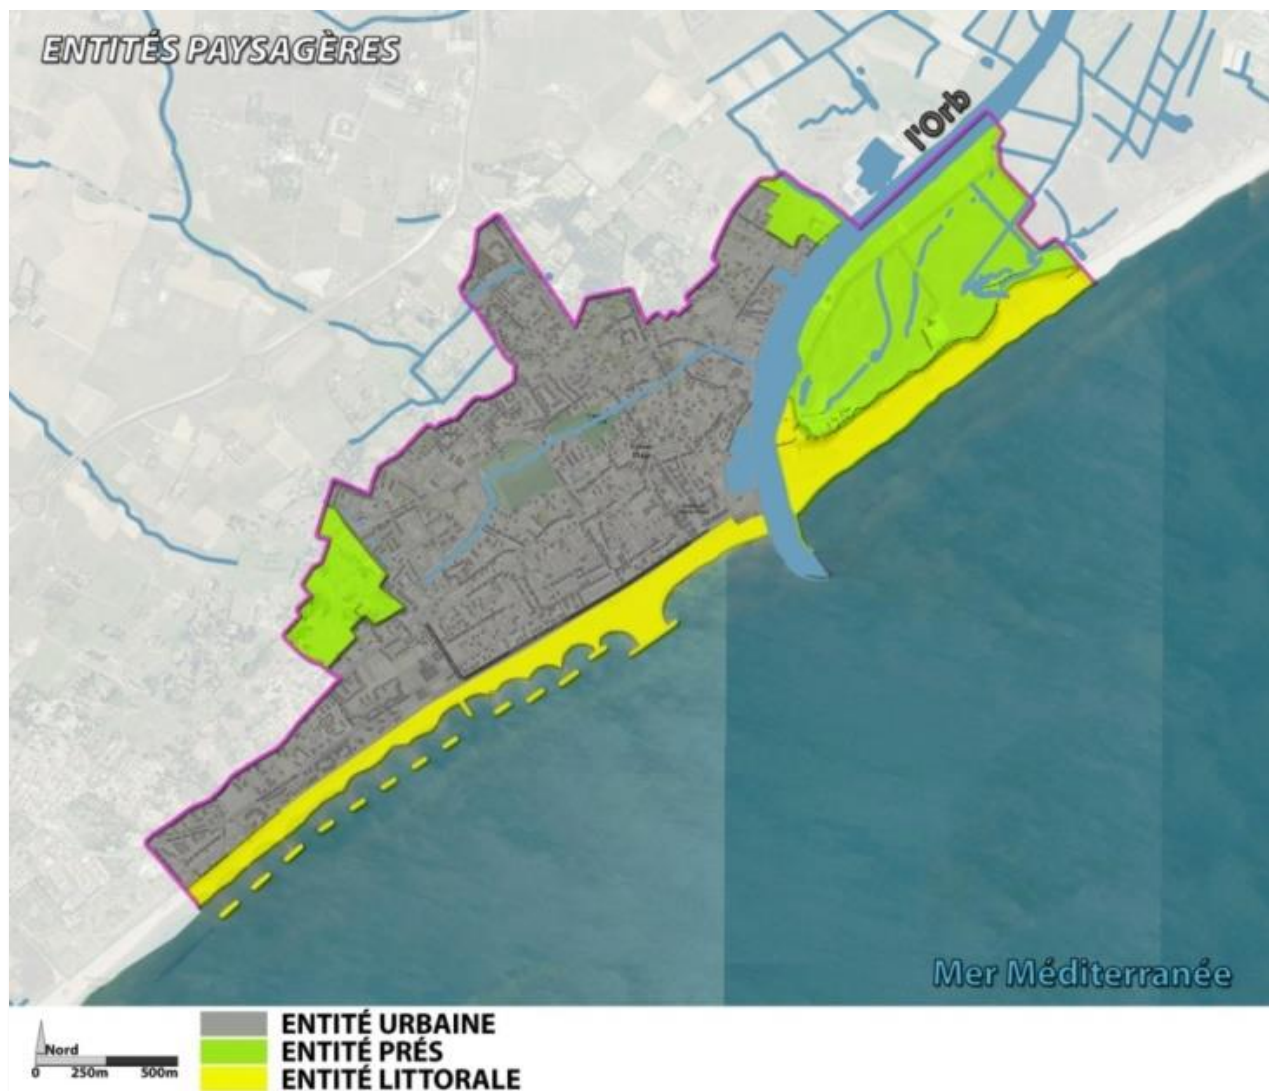 ENTITÉS PAYSAGÈRES
l'Orb
Mer Méditerranée
Nord
0 250m 500m
ENTITÉ URBAINE
ENTITÉ PRÉS
ENTITÉ LITTORALE